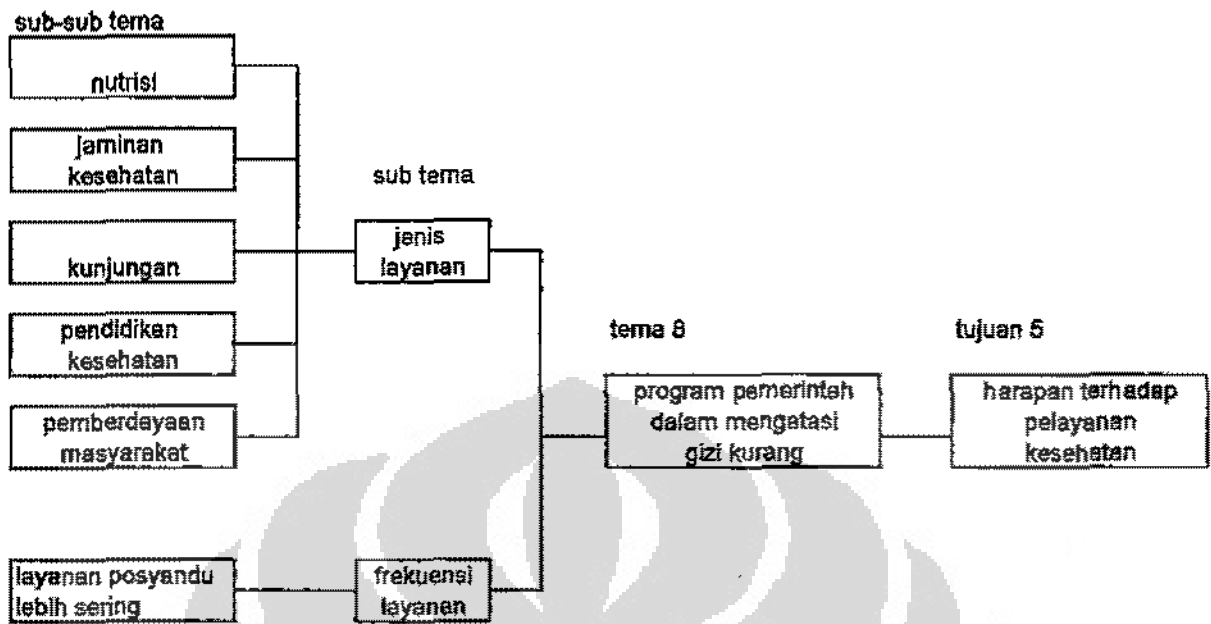 sub-sub tema
nutrisi
jaminan
kesehatan
kunjungan
pendidikan
kesehatan
pemberdayaan
masyarakat
layanan posyandu
lebih sering
sub tema
jenis
layanan
frekuensi
layanan
tema 8
program pemerintah
dalam mengatasi
gizi kurang
tujuan 5
harapan terhadap
pelayanan
kesehatan